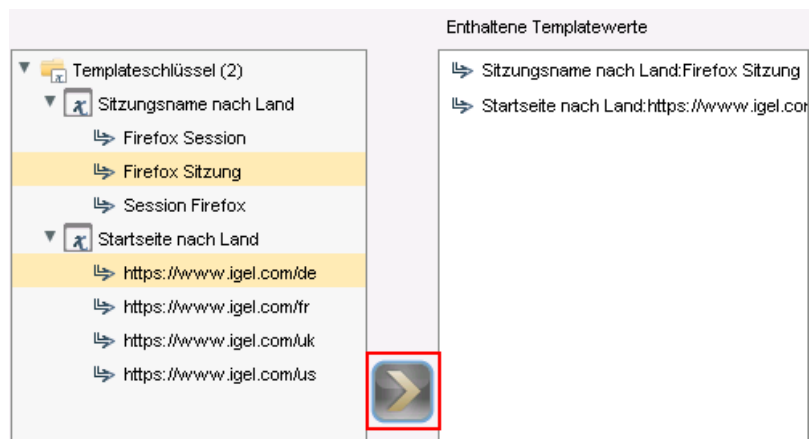 Enthaltene Templatewerte
Templateschlüssel (2)
Sitzungsname nach Land
Firefox Session
Firefox Sitzung
Session Firefox
Startseite nach Land
https://www.igel.com/de
https://www.igel.com/fr
https://www.igel.com/uk
https://www.igel.com/us
Sitzungsname nach Land:Firefox Sitzung
Startseite nach Land:https://www.igel.cor